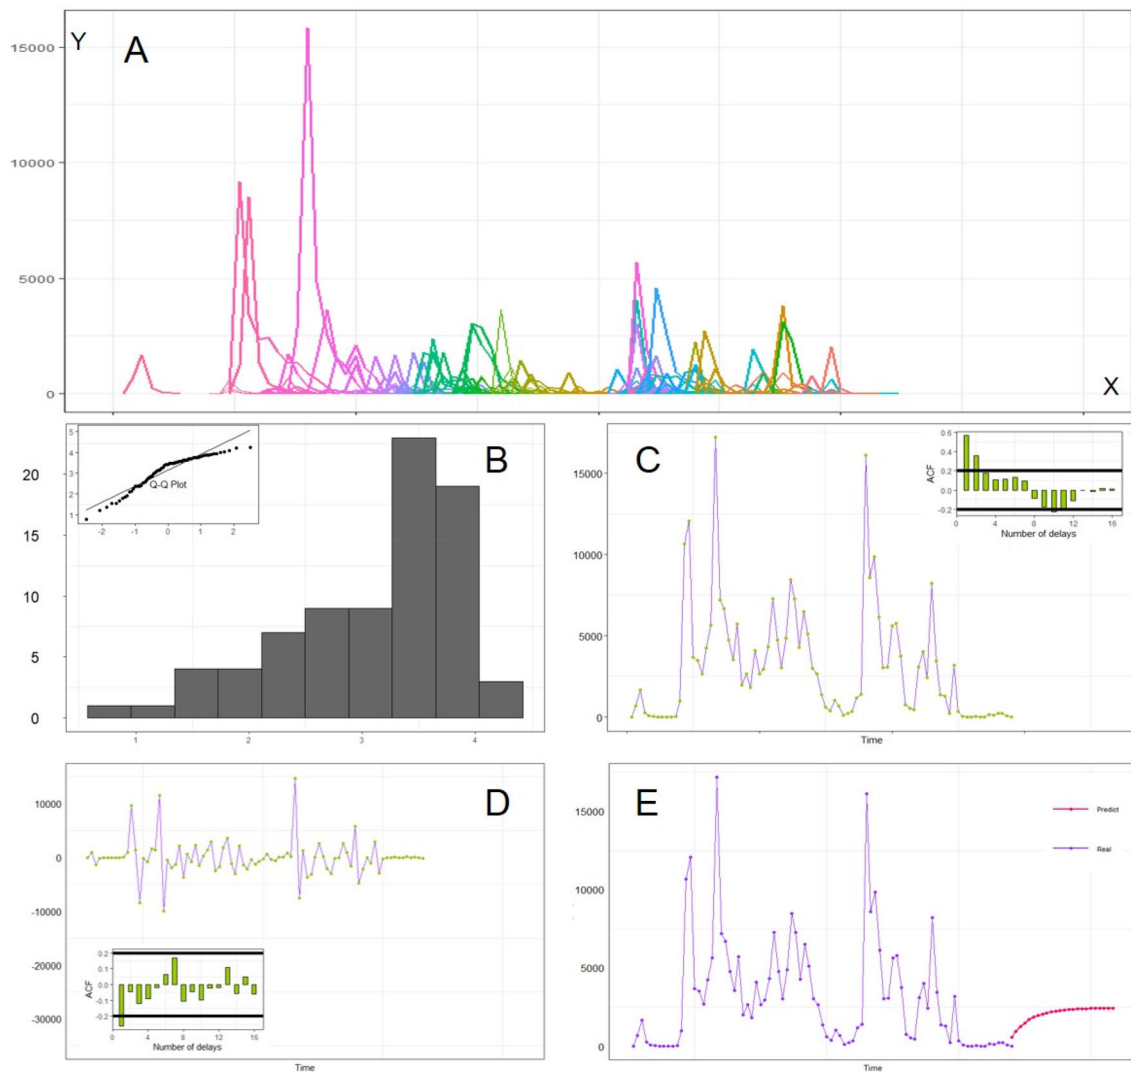 Y
A
15000
10000
5000
0
X
B
5
4
3
2
1
Q-Q Plot
-2 -1 0 1 2
20
15
10
5
0
1 2 3 4
C
15000
10000
5000
0
Time
0.6
0.4
0.2
0.0
-0.2
ACF
0 4 8 12 16
Number of delays
D
10000
0
-10000
-20000
-30000
Time
0.2
0.1
0.0
-0.1
-0.2
ACF
0 4 8 12 16
Number of delays
E
15000
10000
5000
0
Time
Predict
Real